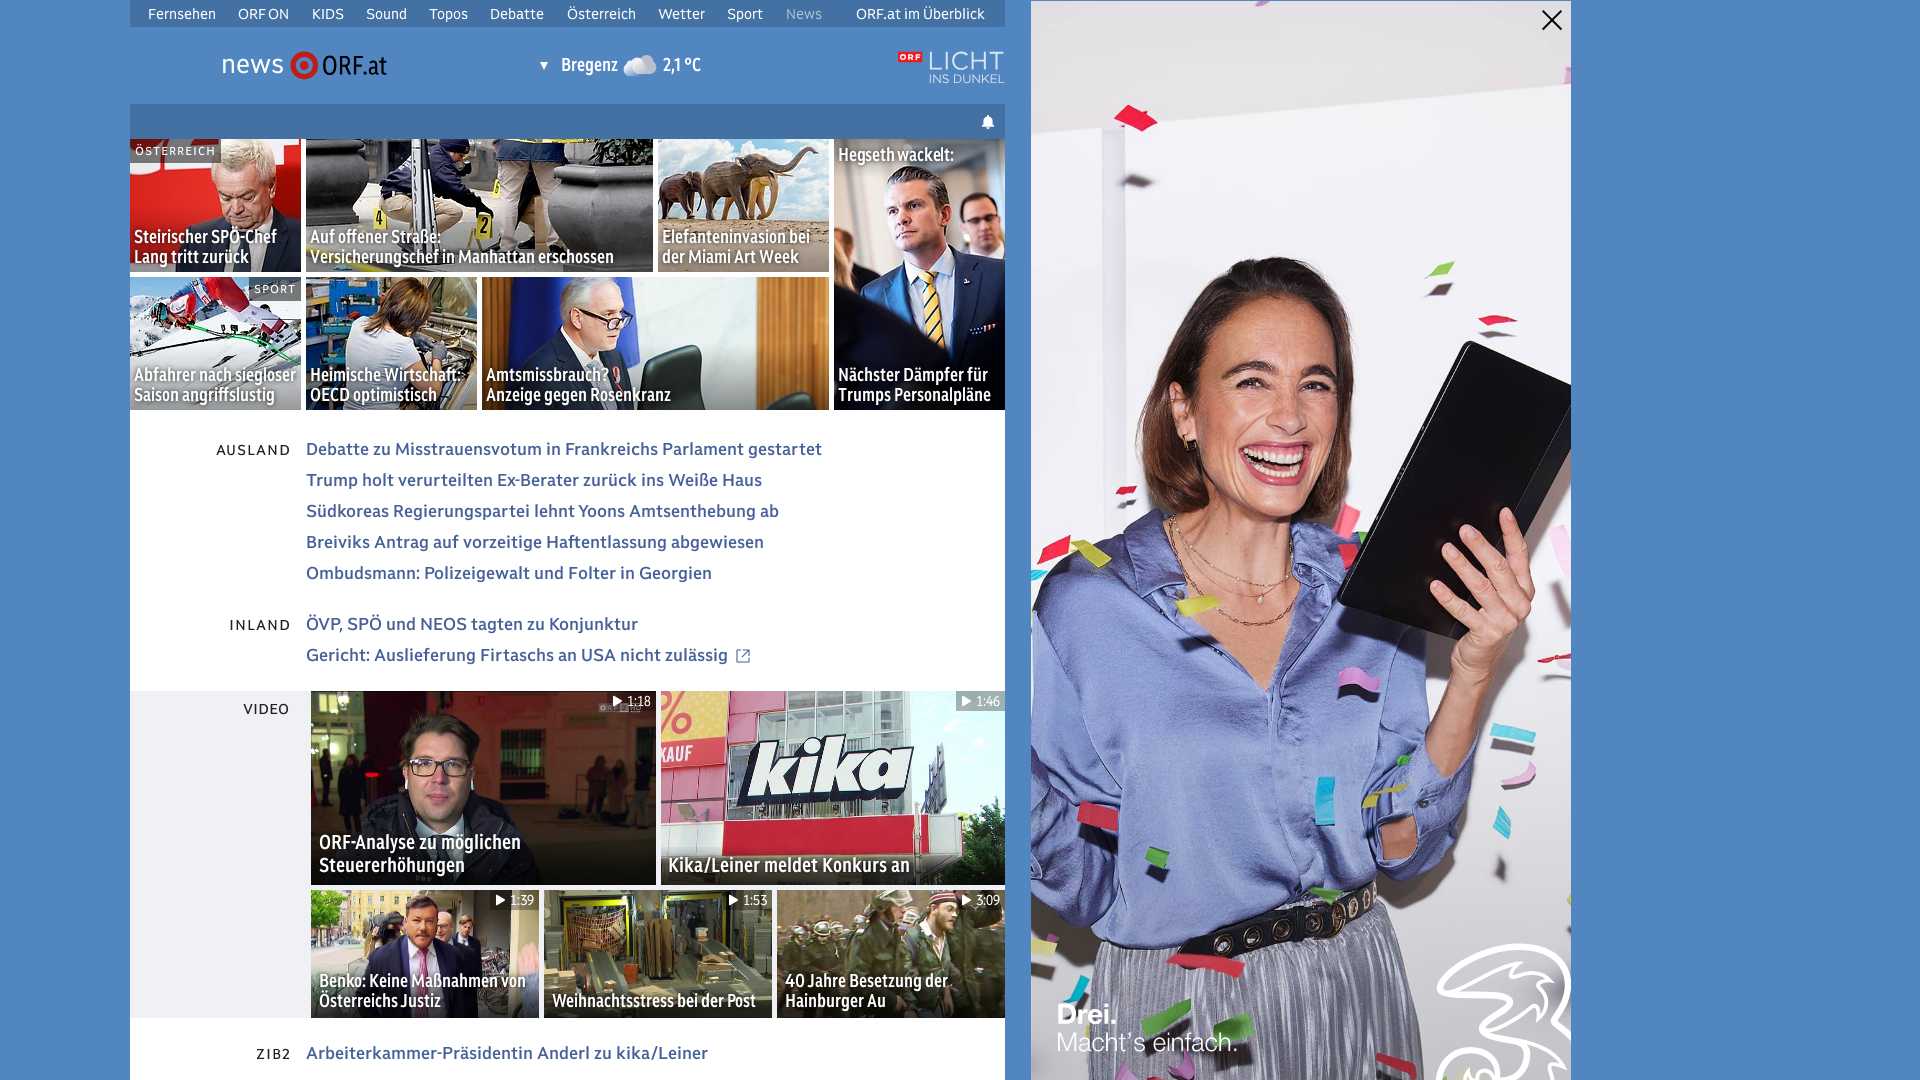 Fernsehen ORF ON KIDS Sound Topos Debatte Österreich Wetter Sport News ORF.at im Überblick
news ORF.at
▼ Bregenz 2,1 °C
ORF LICHT
INS DUNKEL
ÖSTERREICH
Steirischer SPÖ-Chef
Lang tritt zurück
4
6
2
Auf offener Straße:
Versicherungschef in Manhattan erschossen
Elefanteninvasion bei
der Miami Art Week
Hegseth wackelt:
Nächster Dämpfer für
Trumps Personalpläne
SPORT
Abfahrer nach siegloser
Saison angriffslustig
Heimische Wirtschaft:
OECD optimistisch
Amtsmissbrauch?
Anzeige gegen Rosenkranz
AUSLAND
Debatte zu Misstrauensvotum in Frankreichs Parlament gestartet
Trump holt verurteilten Ex-Berater zurück ins Weiße Haus
Südkoreas Regierungspartei lehnt Yoons Amtsenthebung ab
Breiviks Antrag auf vorzeitige Haftentlassung abgewiesen
Ombudsmann: Polizeigewalt und Folter in Georgien
INLAND
ÖVP, SPÖ und NEOS tagten zu Konjunktur
Gericht: Auslieferung Firtaschs an USA nicht zulässig
VIDEO
1:18
ORF-Analyse zu möglichen
Steuererhöhungen
1:46
%
KAUF
kika
Kika/Leiner meldet Konkurs an
1:39
Benko: Keine Maßnahmen von
Österreichs Justiz
1:53
Weihnachtsstress bei der Post
3:09
40 Jahre Besetzung der
Hainburger Au
ZIB2
Arbeiterkammer-Präsidentin Anderl zu kika/Leiner
Drei.
Macht's einfach.
3